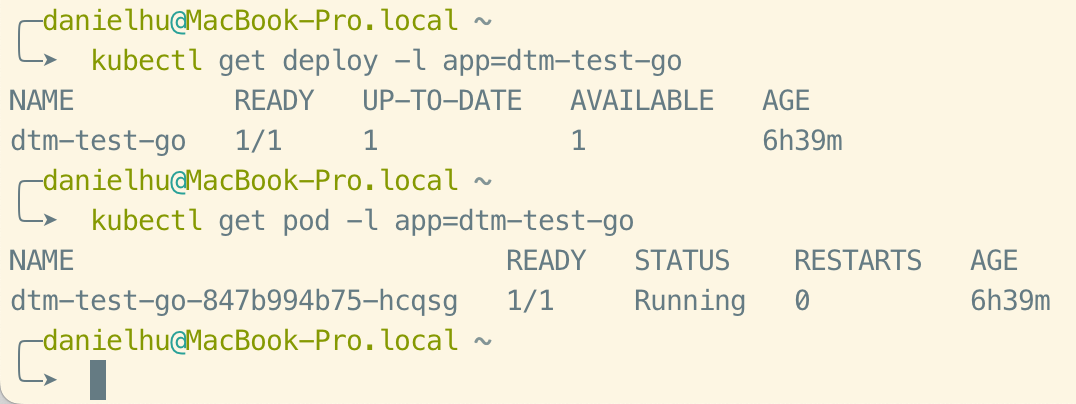 ╭─danielhu@MacBook-Pro.local ~
╰─➤  kubectl get deploy -l app=dtm-test-go
NAME          READY   UP-TO-DATE   AVAILABLE   AGE
dtm-test-go   1/1     1            1           6h39m
╭─danielhu@MacBook-Pro.local ~
╰─➤  kubectl get pod -l app=dtm-test-go
NAME                           READY   STATUS    RESTARTS   AGE
dtm-test-go-847b994b75-hcqsg   1/1     Running   0          6h39m
╭─danielhu@MacBook-Pro.local ~
╰─➤